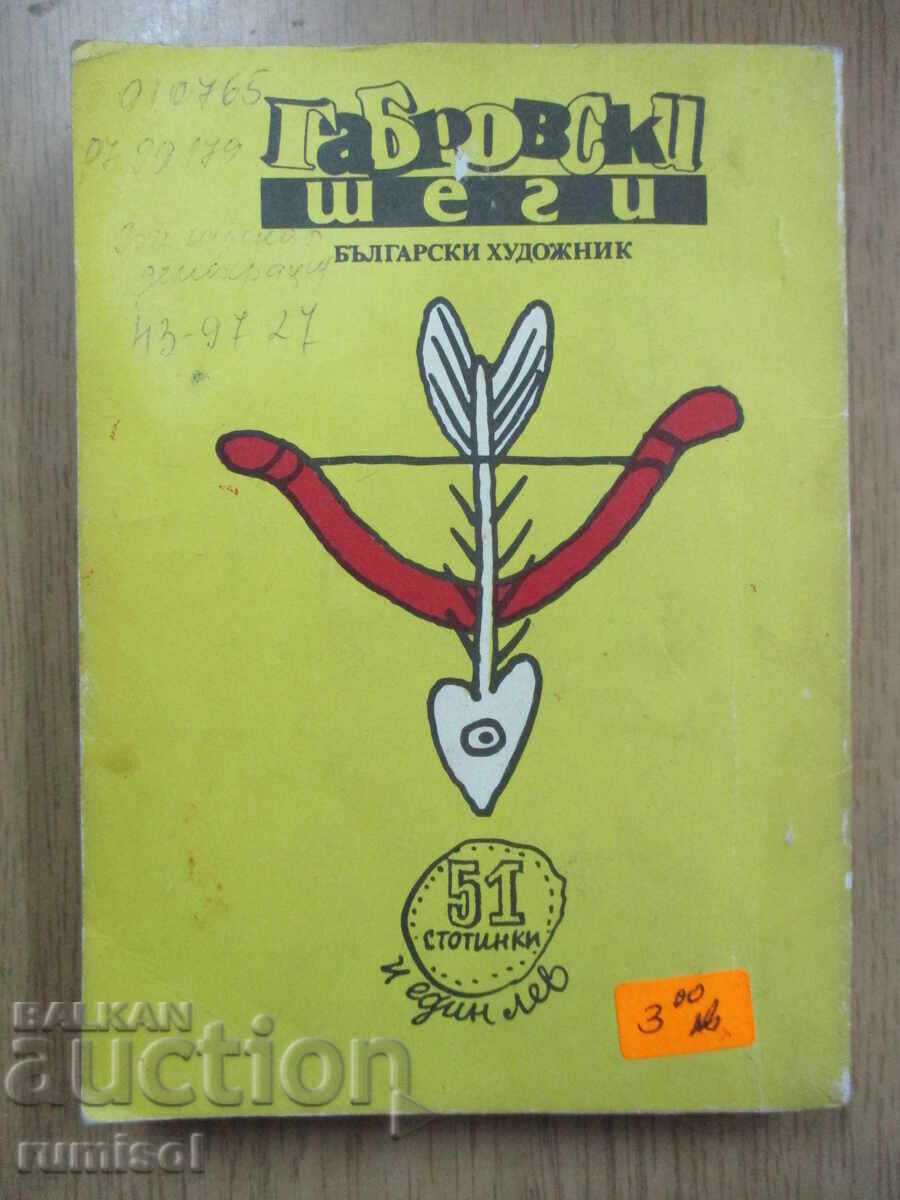 010765
ГАБРОВСКИ
ШЕГИ
БЪЛГАРСКИ ХУДОЖНИК
43-97 27
51
СТОТИНКИ
и един лев
3 00 лв
BALKAN
auction
rumisol